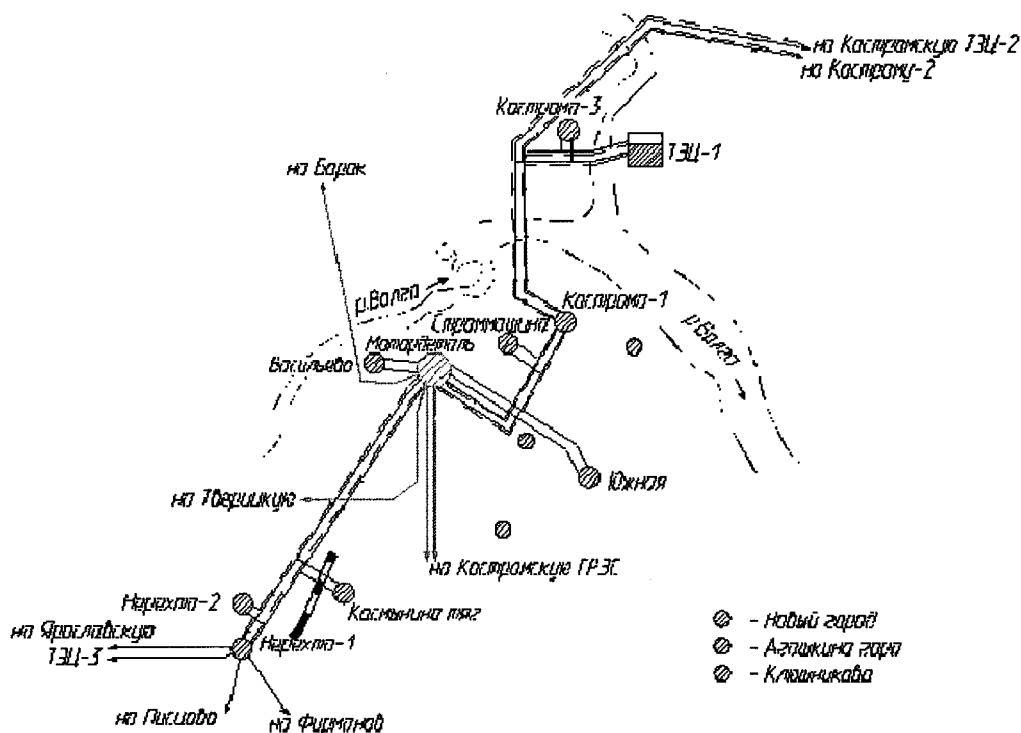 на Костромскую ТЭЦ-2
на Кострому-2
Кострома-3
ТЭЦ-1
на Борок
р.Волга
Кострома-1
Строммашина
р.Волга
Мотордеталь
Васильево
Южная
на Тверицкую
на Костромскую ГРЭС
Нерехта-2
Космынино тяг
на Ярославскую
ТЭЦ-3
Нерехта-1
на Писцово
на Фурманов
- Новый город
- Агашкина гора
- Клюшниково